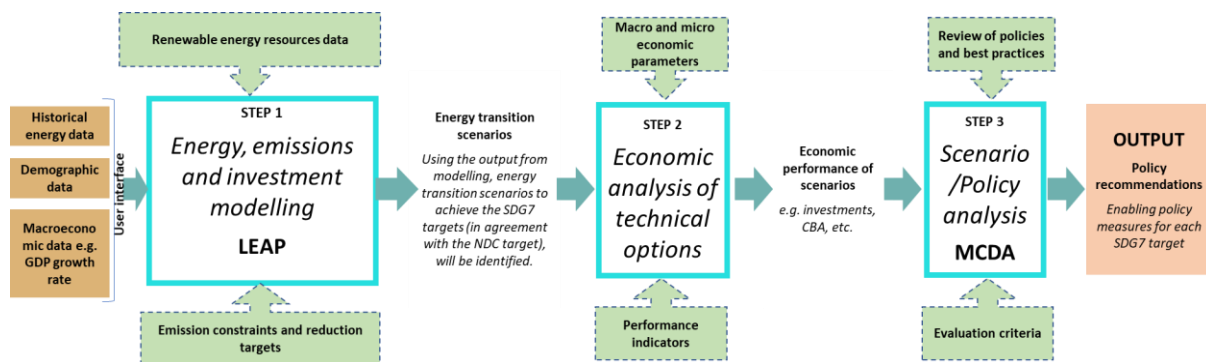 Renewable energy resources data
Macro and micro
economic
parameters
Review of policies
and best practices
Historical
energy data
Demographic
data
Macroeceno
mic data e.g.
GDP growth
rate
User interface
STEP 1
Energy, emissions
and investment
modelling
LEAP
Emission constraints and reduction
targets
Energy transition
scenarios
Using the output from
modelling, energy
transition scenarios to
achieve the SDG7
targets (in agreement
with the NDC target),
will be identified.
STEP 2
Economic
analysis of
technical
options
Performance
indicators
Economic
performance of
scenarios
e.g. investments,
CBA, etc.
STEP 3
Scenario
/Policy
analysis
MCDA
Evaluation criteria
OUTPUT
Policy
recommendations
Enabling policy
measures for each
SDG7 target